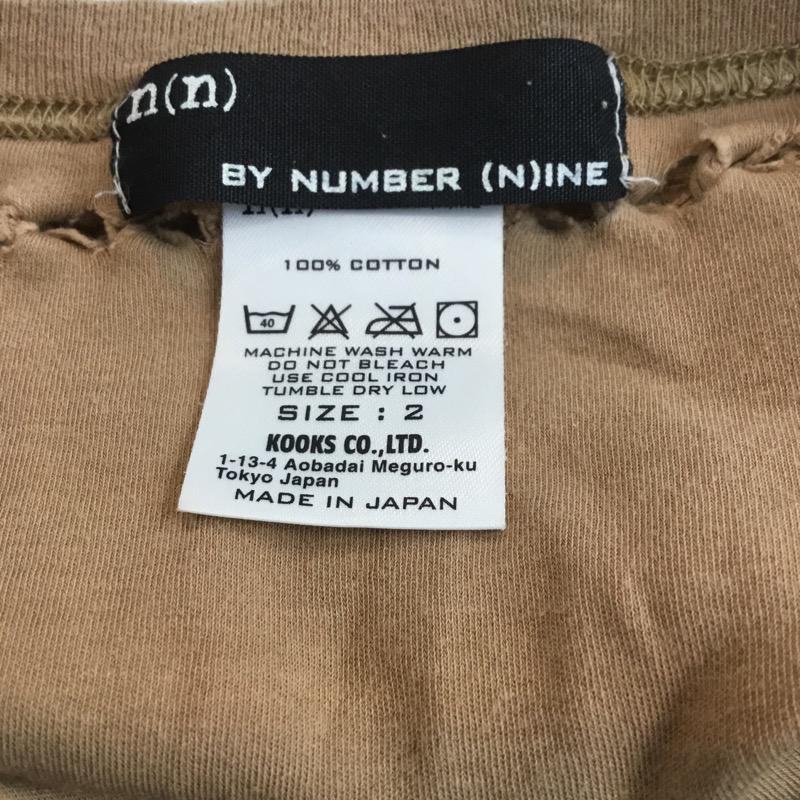 n(n)
BY NUMBER (N)INE
100% COTTON
40
MACHINE WASH WARM
DO NOT BLEACH
USE COOL IRON
TUMBLE DRY LOW
SIZE : 2
KOOKS CO.,LTD.
1-13-4 Aobadai Meguro-ku
Tokyo Japan
MADE IN JAPAN